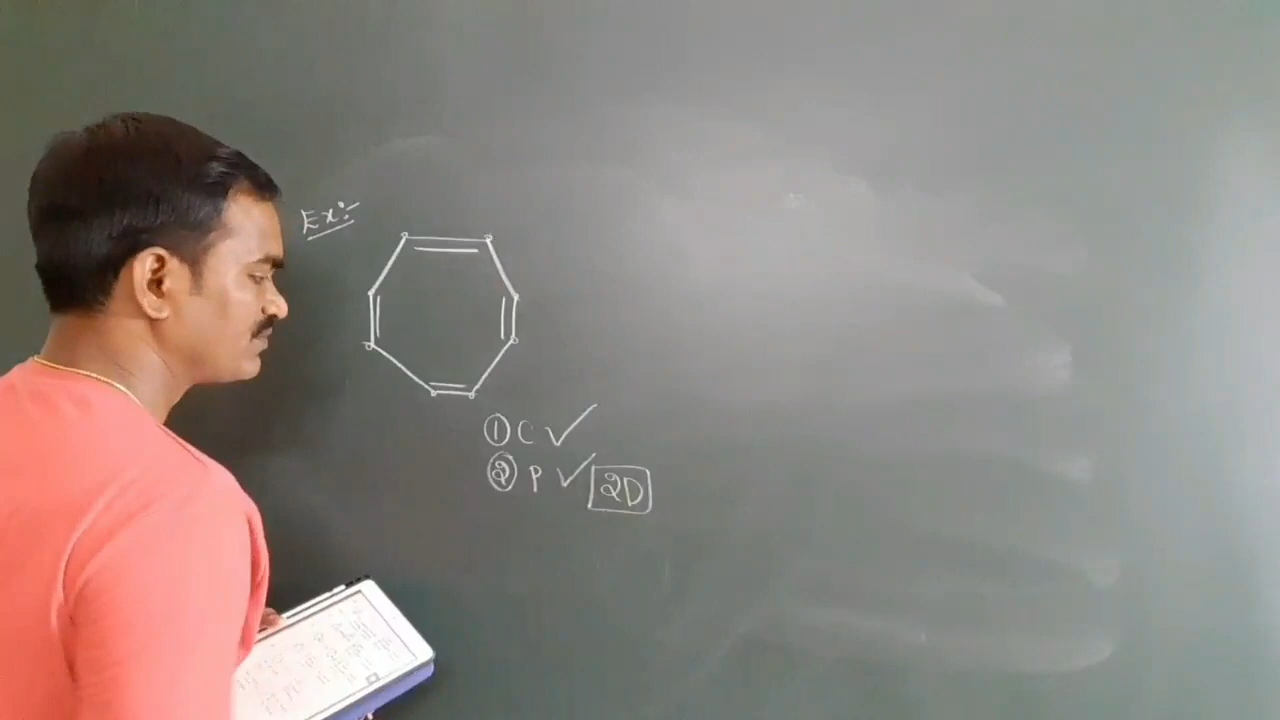 Ex:-
① C ✓
② P ✓ 2D